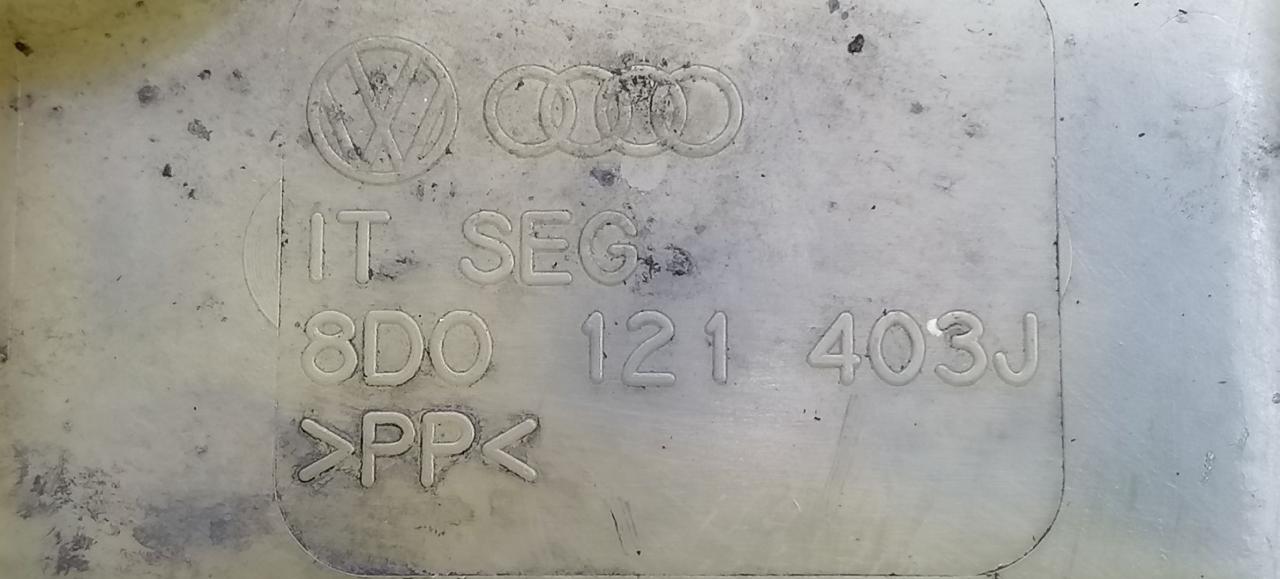 IT SEG
8D0 121 403J
>PP<